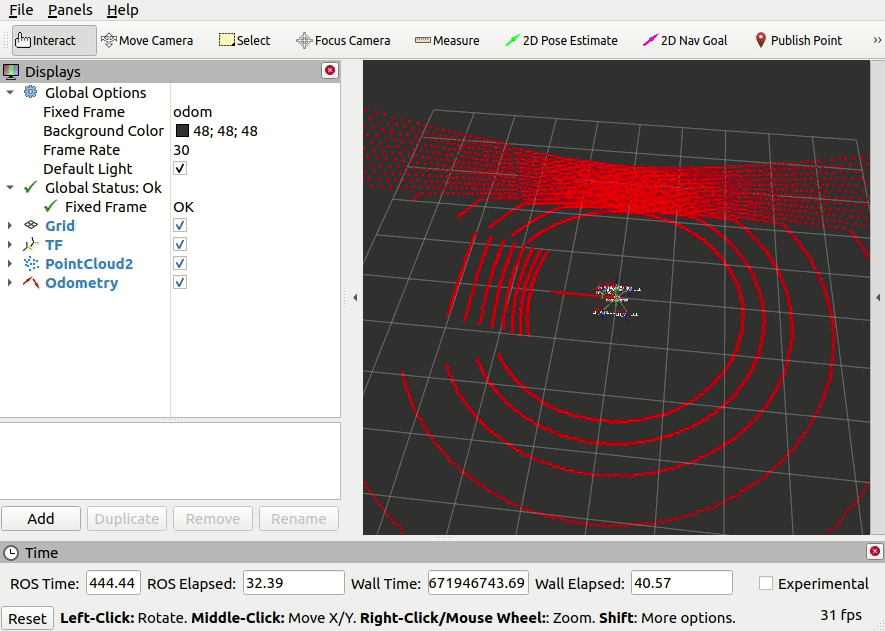 File Panels Help
Interact Move Camera Select Focus Camera Measure 2D Pose Estimate 2D Nav Goal Publish Point »
Displays
Global Options
Fixed Frame odom
Background Color 48; 48; 48
Frame Rate 30
Default Light ✓
✓ Global Status: Ok
✓ Fixed Frame OK
Grid ✓
TF ✓
PointCloud2 ✓
Odometry ✓
Add Duplicate Remove Rename
Time
ROS Time: 444.44 ROS Elapsed: 32.39 Wall Time: 671946743.69 Wall Elapsed: 40.57 Experimental
Reset Left-Click: Rotate. Middle-Click: Move X/Y. Right-Click/Mouse Wheel:: Zoom. Shift: More options. 31 fps